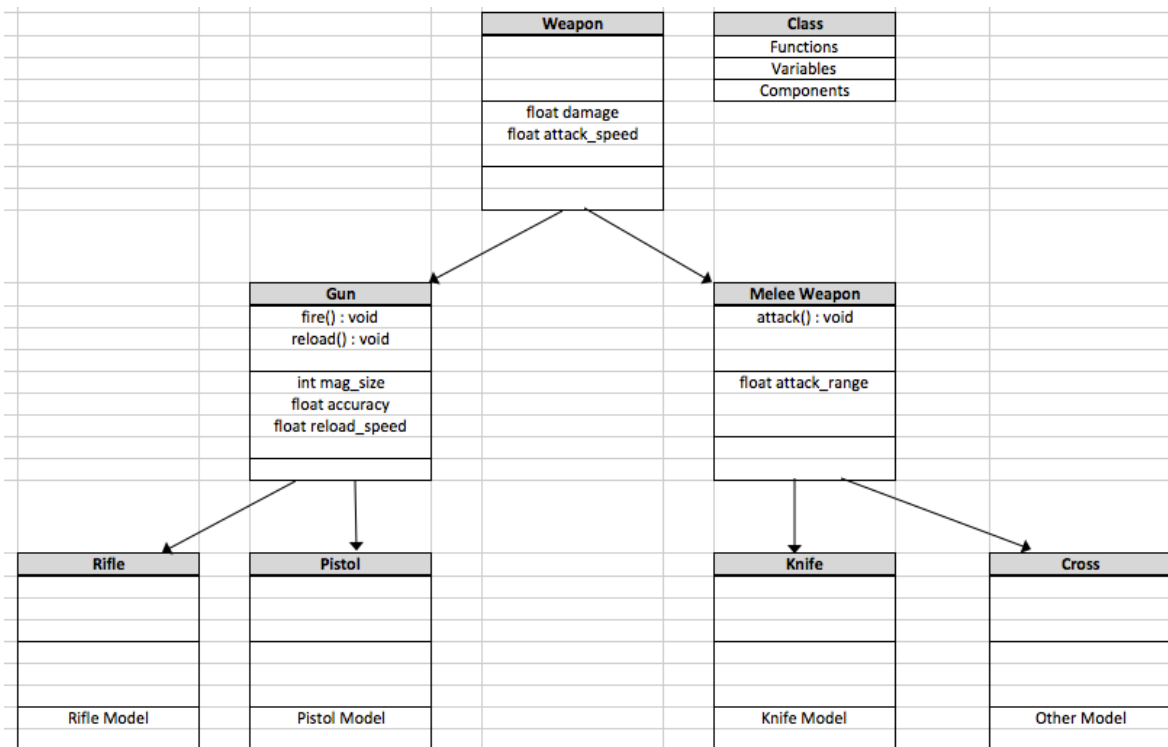 Weapon
Class
Functions
Variables
Components
float damage
float attack_speed
Gun
fire() : void
reload() : void
int mag_size
float accuracy
float reload_speed
Melee Weapon
attack() : void
float attack_range
Rifle
Rifle Model
Pistol
Pistol Model
Knife
Knife Model
Cross
Other Model